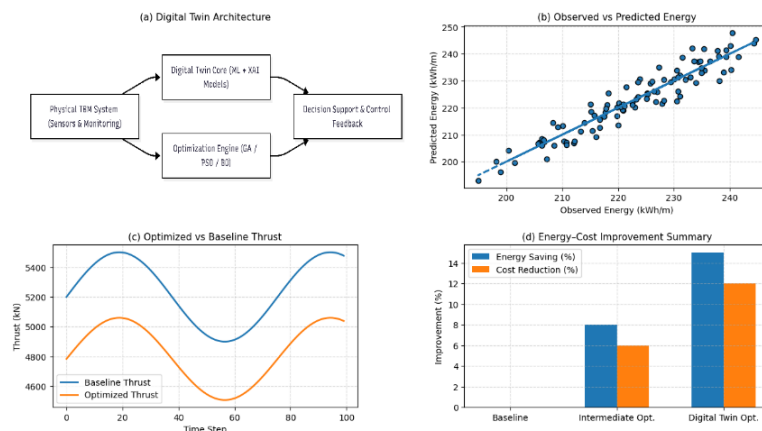 (a) Digital Twin Architecture
Digital Twin Core (ML + XAI
Models)
Physical TBM System
(Sensors & Monitoring)
Decision Support & Control
Feedback
Optimization Engine (GA /
PSO / BO)
(b) Observed vs Predicted Energy
Predicted Energy (kWh/m)
250
240
230
220
210
200
200
210
220
230
240
Observed Energy (kWh/m)
(c) Optimized vs Baseline Thrust
Thrust (kN)
5400
5200
5000
4800
4600
Baseline Thrust
Optimized Thrust
0
20
40
60
80
100
Time Step
(d) Energy–Cost Improvement Summary
Improvement (%)
14
12
10
8
6
4
2
0
Energy Saving (%)
Cost Reduction (%)
Baseline
Intermediate Opt.
Digital Twin Opt.